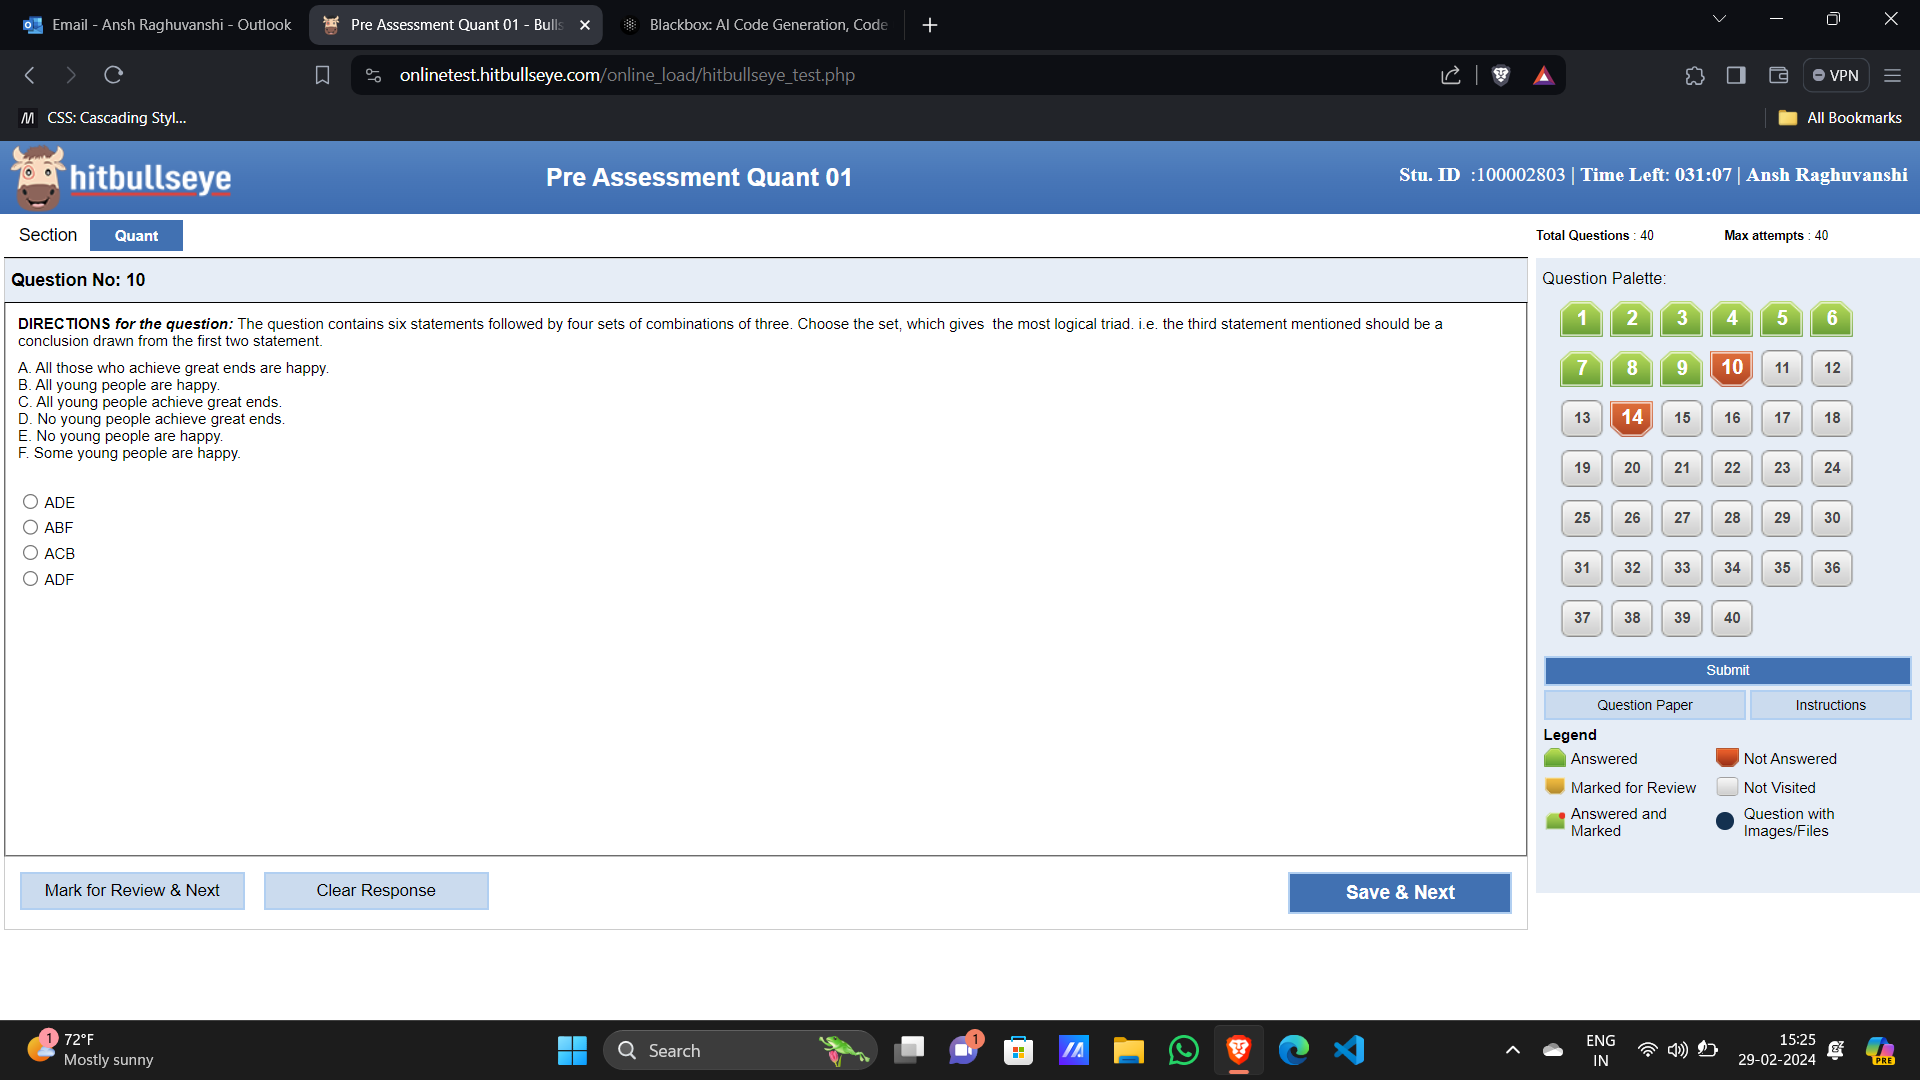 Email - Ansh Raghuvanshi - Outlook
Pre Assessment Quant 01 - Bulls
Blackbox: AI Code Generation, Code
onlinetest.hitbullseye.com/online_load/hitbullseye_test.php
VPN
CSS: Cascading Styl...
All Bookmarks
hitbullseye
Pre Assessment Quant 01
Stu. ID :100002803 | Time Left: 031:07 | Ansh Raghuvanshi
Section
Quant
Total Questions : 40
Max attempts : 40
Question No: 10
DIRECTIONS for the question: The question contains six statements followed by four sets of combinations of three. Choose the set, which gives the most logical triad. i.e. the third statement mentioned should be a
conclusion drawn from the first two statement.
A. All those who achieve great ends are happy.
B. All young people are happy.
C. All young people achieve great ends.
D. No young people achieve great ends.
E. No young people are happy.
F. Some young people are happy.
ADE
ABF
ACB
ADF
Mark for Review & Next
Clear Response
Save & Next
Question Palette:
1 2 3 4 5 6
7 8 9 10 11 12
13 14 15 16 17 18
19 20 21 22 23 24
25 26 27 28 29 30
31 32 33 34 35 36
37 38 39 40
Submit
Question Paper
Instructions
Legend
Answered
Not Answered
Marked for Review
Not Visited
Answered and
Marked
Question with
Images/Files
1
72°F
Mostly sunny
Search
1
ENG
IN
15:25
29-02-2024
PRE